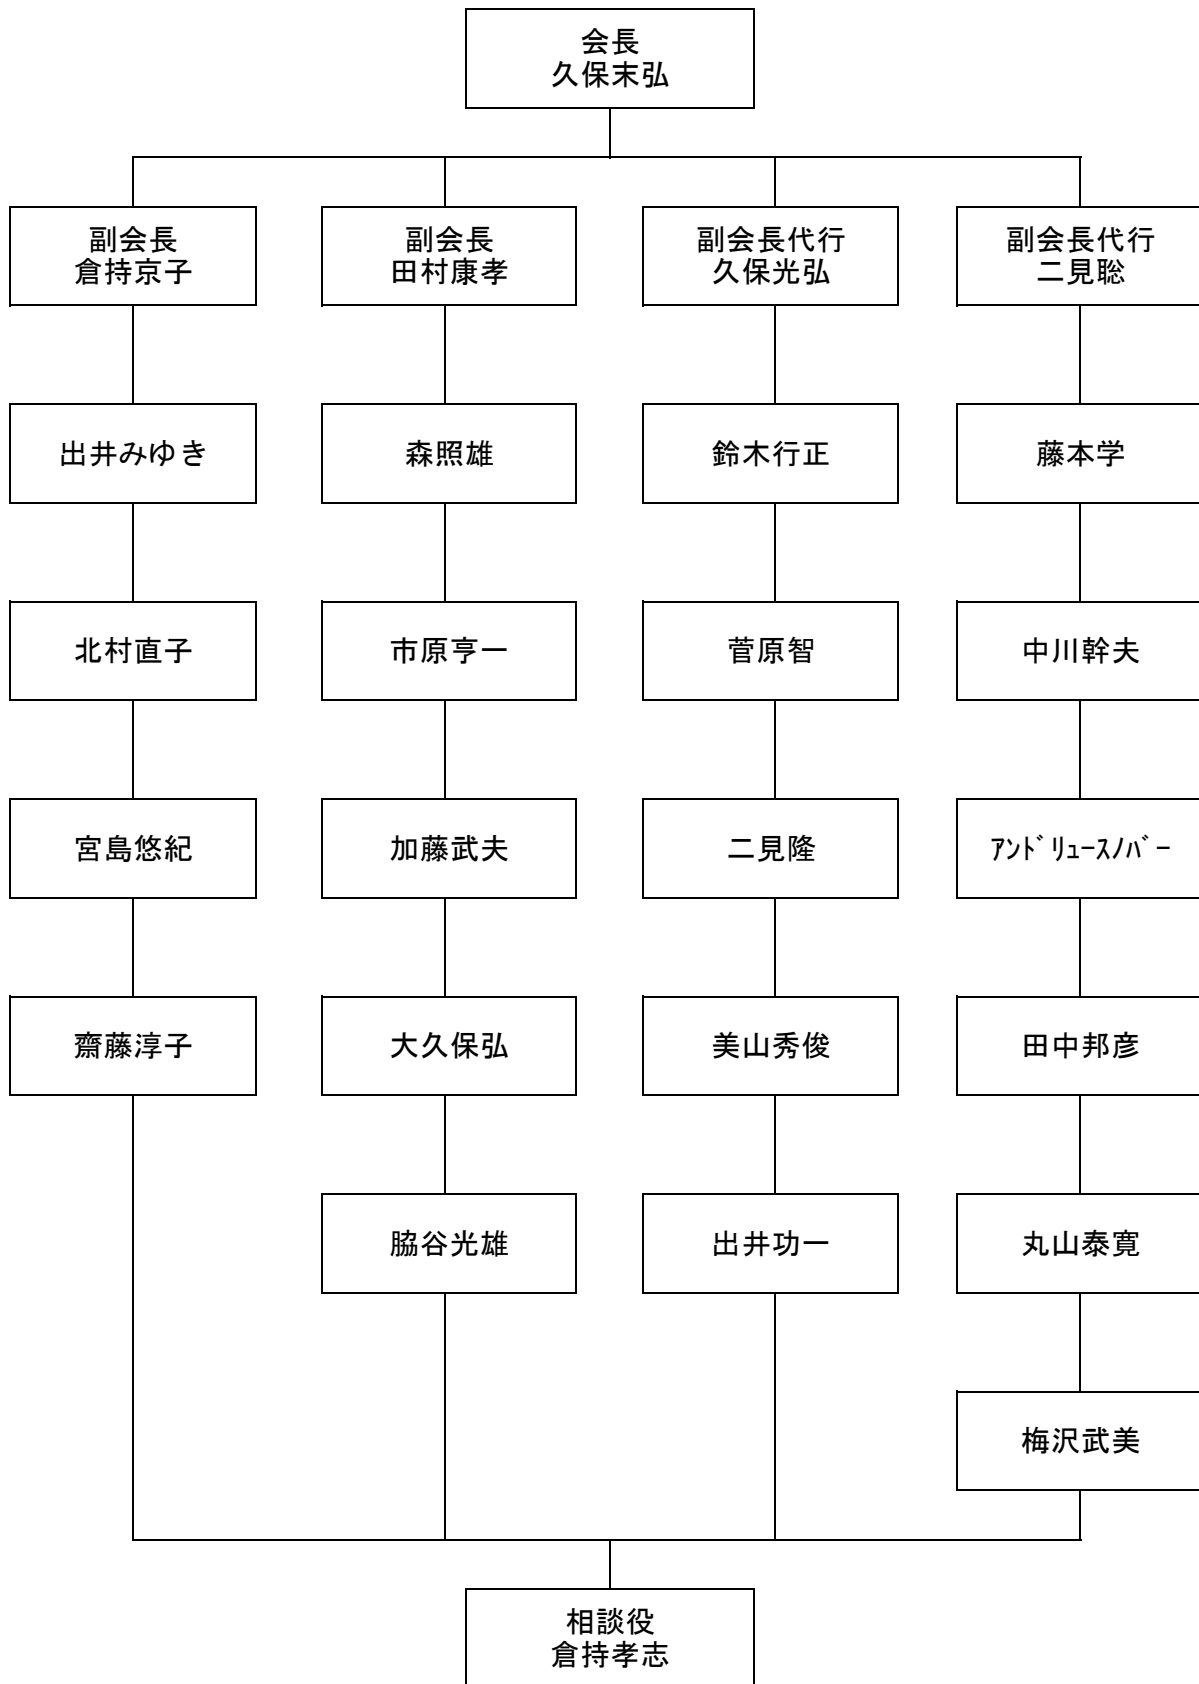 会長
久保末弘
副会長
倉持京子
副会長
田村康孝
副会長代行
久保光弘
副会長代行
二見聡
出井みゆき
森照雄
鈴木行正
藤本学
北村直子
市原亨一
菅原智
中川幹夫
宮島悠紀
加藤武夫
二見隆
ｱﾝﾄﾞﾘｭｰｽﾉﾊﾞｰ
齋藤淳子
大久保弘
美山秀俊
田中邦彦
脇谷光雄
出井功一
丸山泰寛
梅沢武美
相談役
倉持孝志